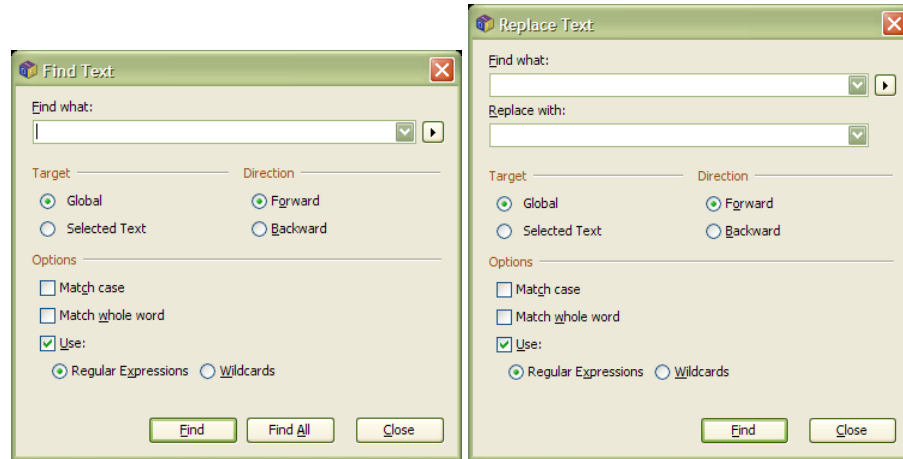 Find Text
Find what:
Target
Direction
Global
Forward
Selected Text
Backward
Options
Match case
Match whole word
Use:
Regular Expressions
Wildcards
Find
Find All
Close
Replace Text
Find what:
Replace with:
Target
Direction
Global
Forward
Selected Text
Backward
Options
Match case
Match whole word
Use:
Regular Expressions
Wildcards
Find
Close